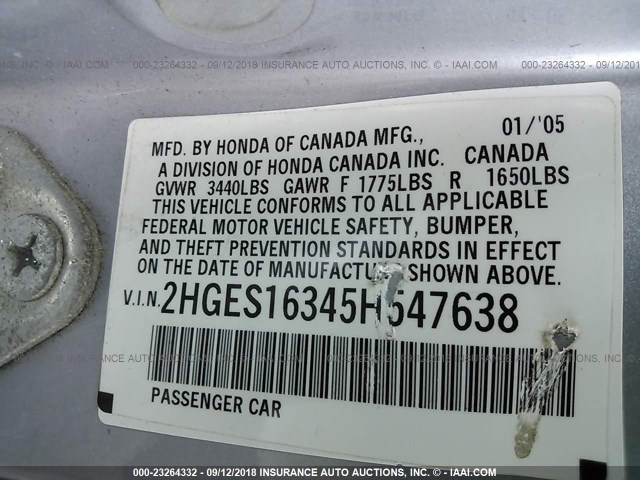 000-23264332 - 09/12/2018 INSURANCE AUTO AUCTIONS, INC. - © IAAI.COM
MFD. BY HONDA OF CANADA MFG., 01/'05
A DIVISION OF HONDA CANADA INC. CANADA
GVWR 3440LBS GAWR F 1775LBS R 1650LBS
THIS VEHICLE CONFORMS TO ALL APPLICABLE
FEDERAL MOTOR VEHICLE SAFETY, BUMPER,
AND THEFT PREVENTION STANDARDS IN EFFECT
ON THE DATE OF MANUFACTURE SHOWN ABOVE.
V.I.N. 2HGES16345H547638
PASSENGER CAR
000-23264332 - 09/12/2018 INSURANCE AUTO AUCTIONS, INC. - © IAAI.COM